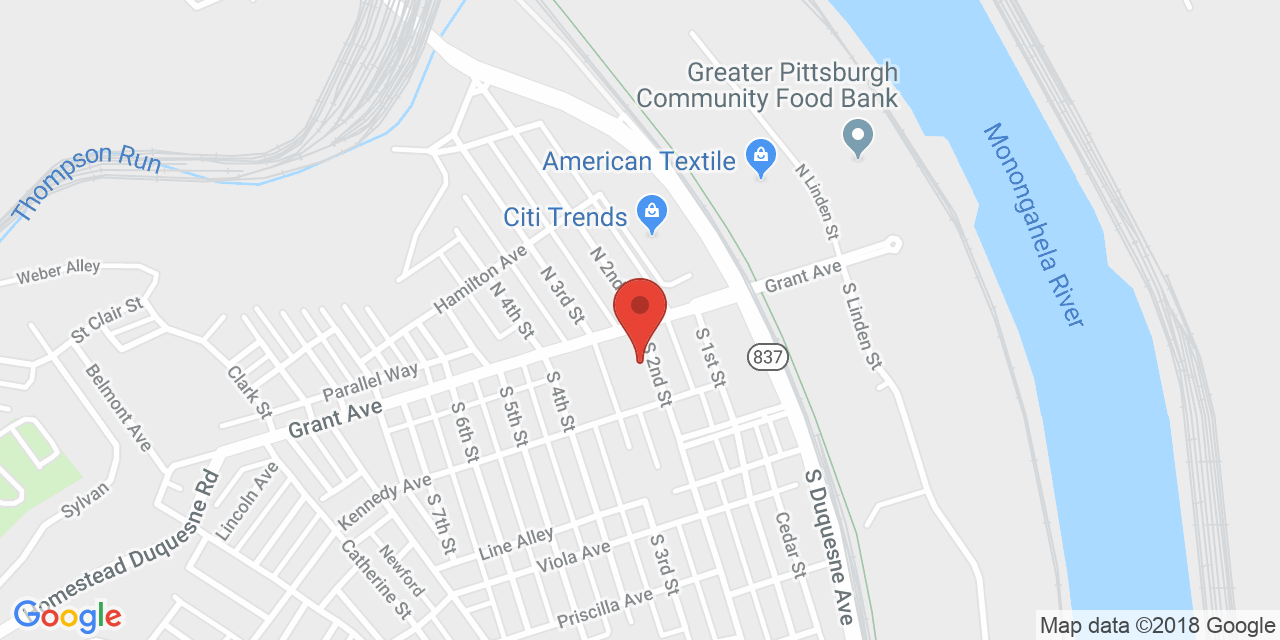 Greater Pittsburgh
Community Food Bank
American Textile
Citi Trends
Thompson Run
Monongahela River
N Linden St
Weber Alley
St Clair St
Hamilton Ave
N 2nd
N 3rd St
N 4th St
Grant Ave
S Linden St
837
S 1st St
S 2nd St
Parallel Way
Clark St
Belmont Ave
Grant Ave
S 4th St
S 5th St
S 6th St
S 7th St
Kennedy Ave
Lincoln Ave
Sylvan
Homestead Duquesne Rd
Catherine St
Newford
Line Alley
Viola Ave
S 3rd St
Cedar St
S Duquesne Ave
Priscilla Ave
Google
Map data ©2018 Google